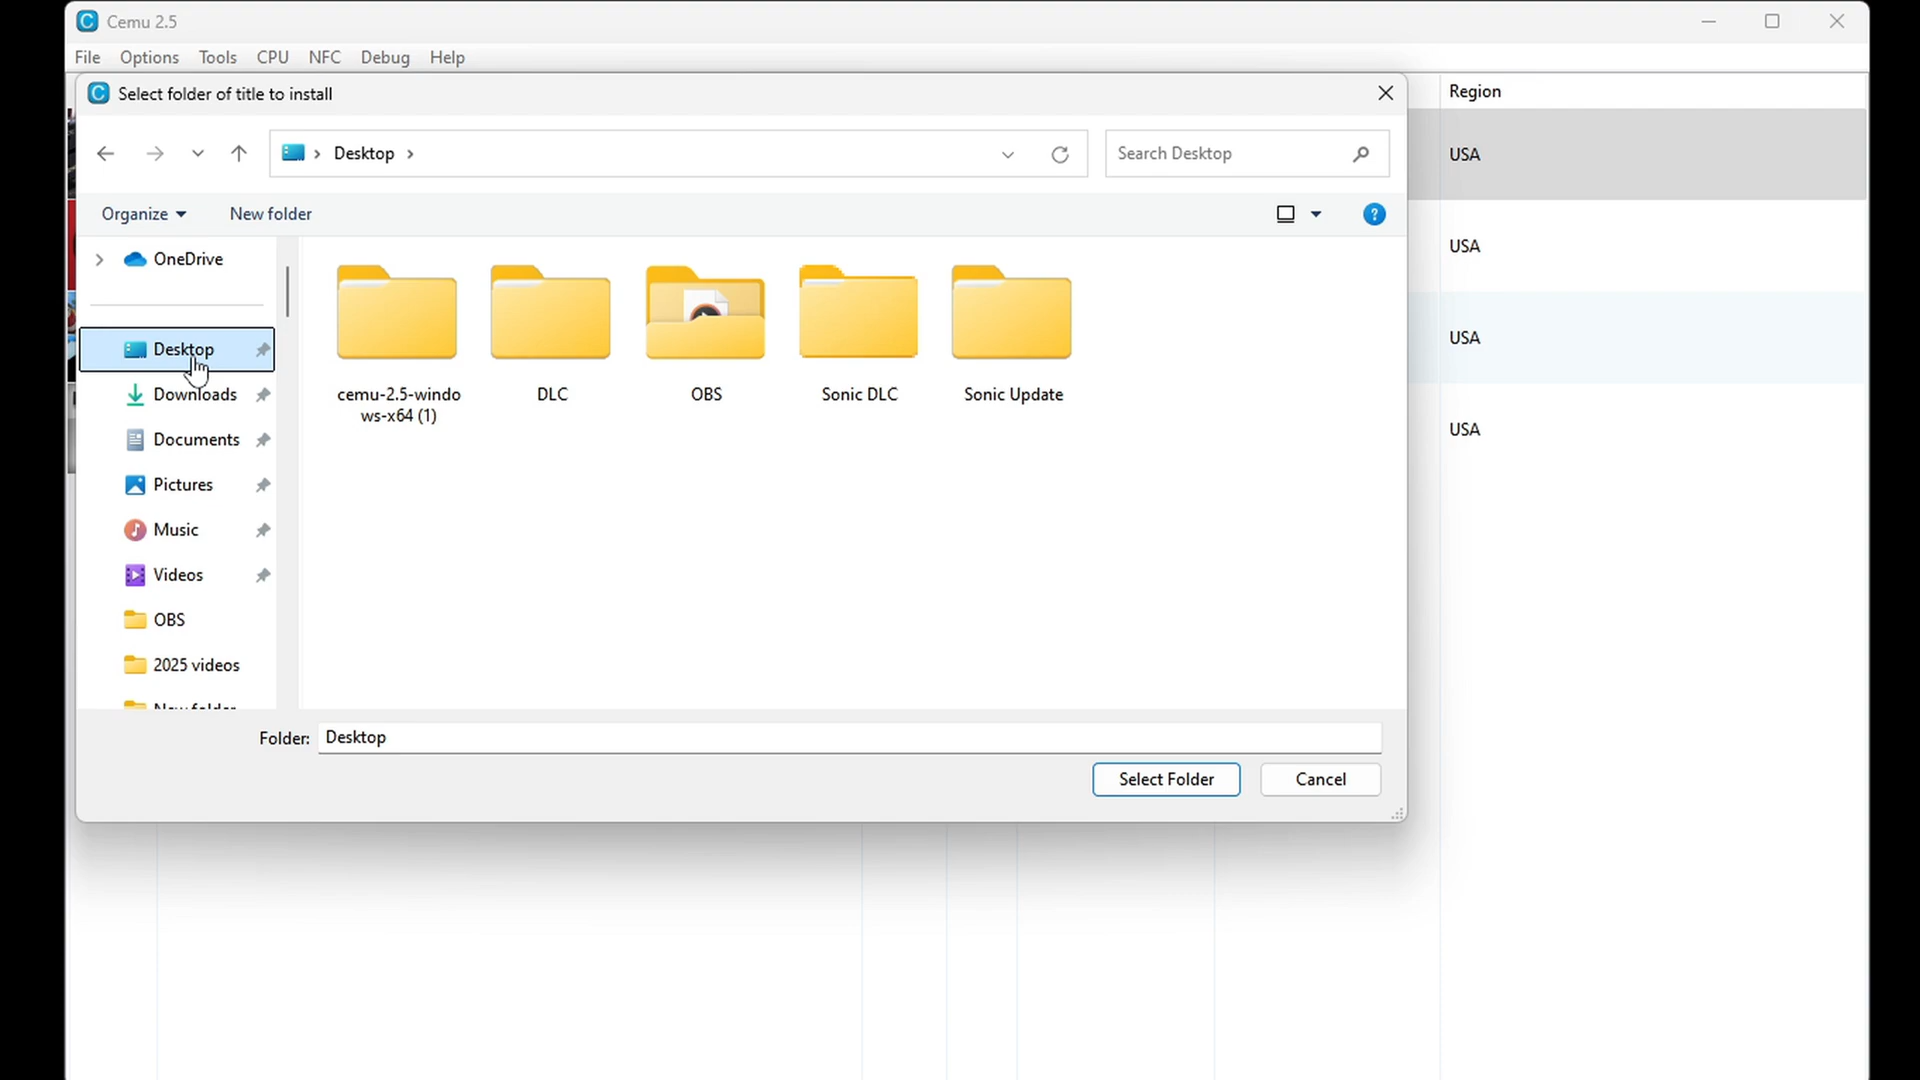 Cemu 2.5
File Options Tools CPU NFC Debug Help
Select folder of title to install
Region
Desktop
Search Desktop
USA
Organize
New folder
OneDrive
USA
Desktop
Downloads
Documents
Pictures
Music
Videos
OBS
2025 videos
New folder
cemu-2.5-windo
ws-x64 (1)
DLC
OBS
Sonic DLC
Sonic Update
USA
USA
Folder: Desktop
Select Folder
Cancel